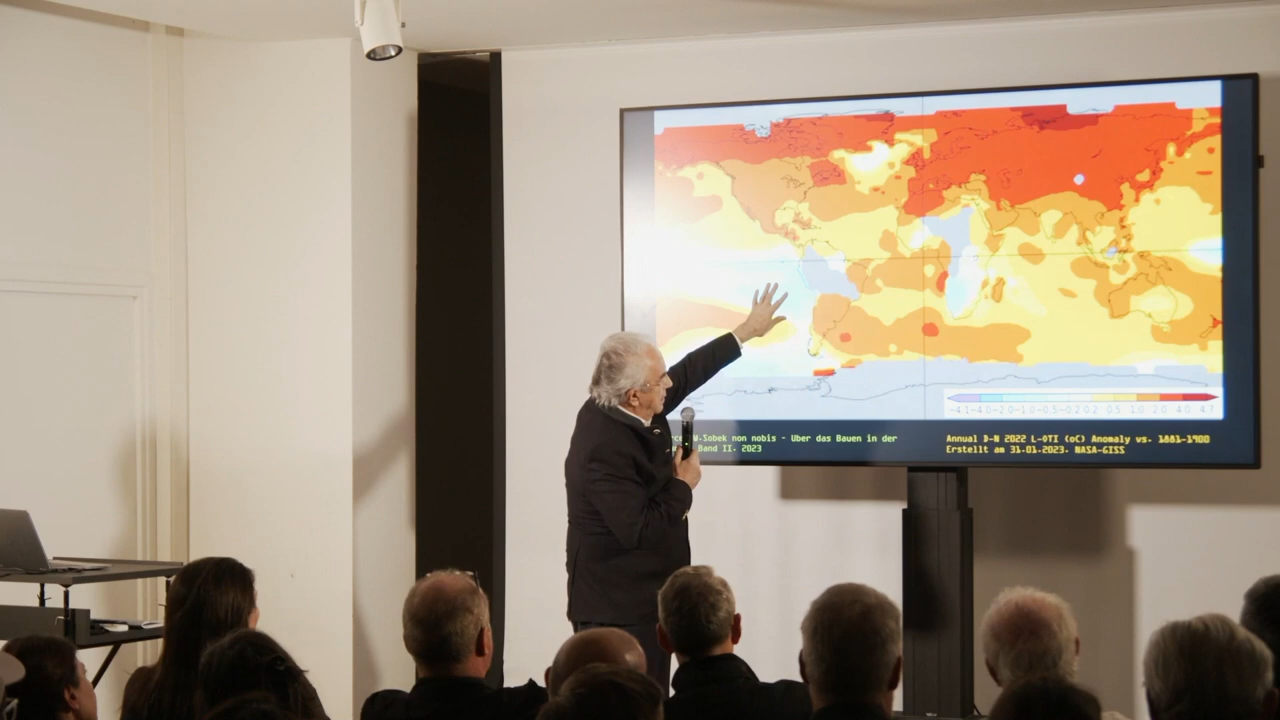 -4.1-4.0-2.0-1.0-0.5-0.2 0.2 0.5 1.0 2.0 4.0 4.7
W.Sobek non nobis - Uber das Bauen in der
Band II. 2023
Annual D-N 2022 L-OTI (oC) Anomaly vs. 1881-1900
Erstellt am 31.01.2023. NASA-GISS